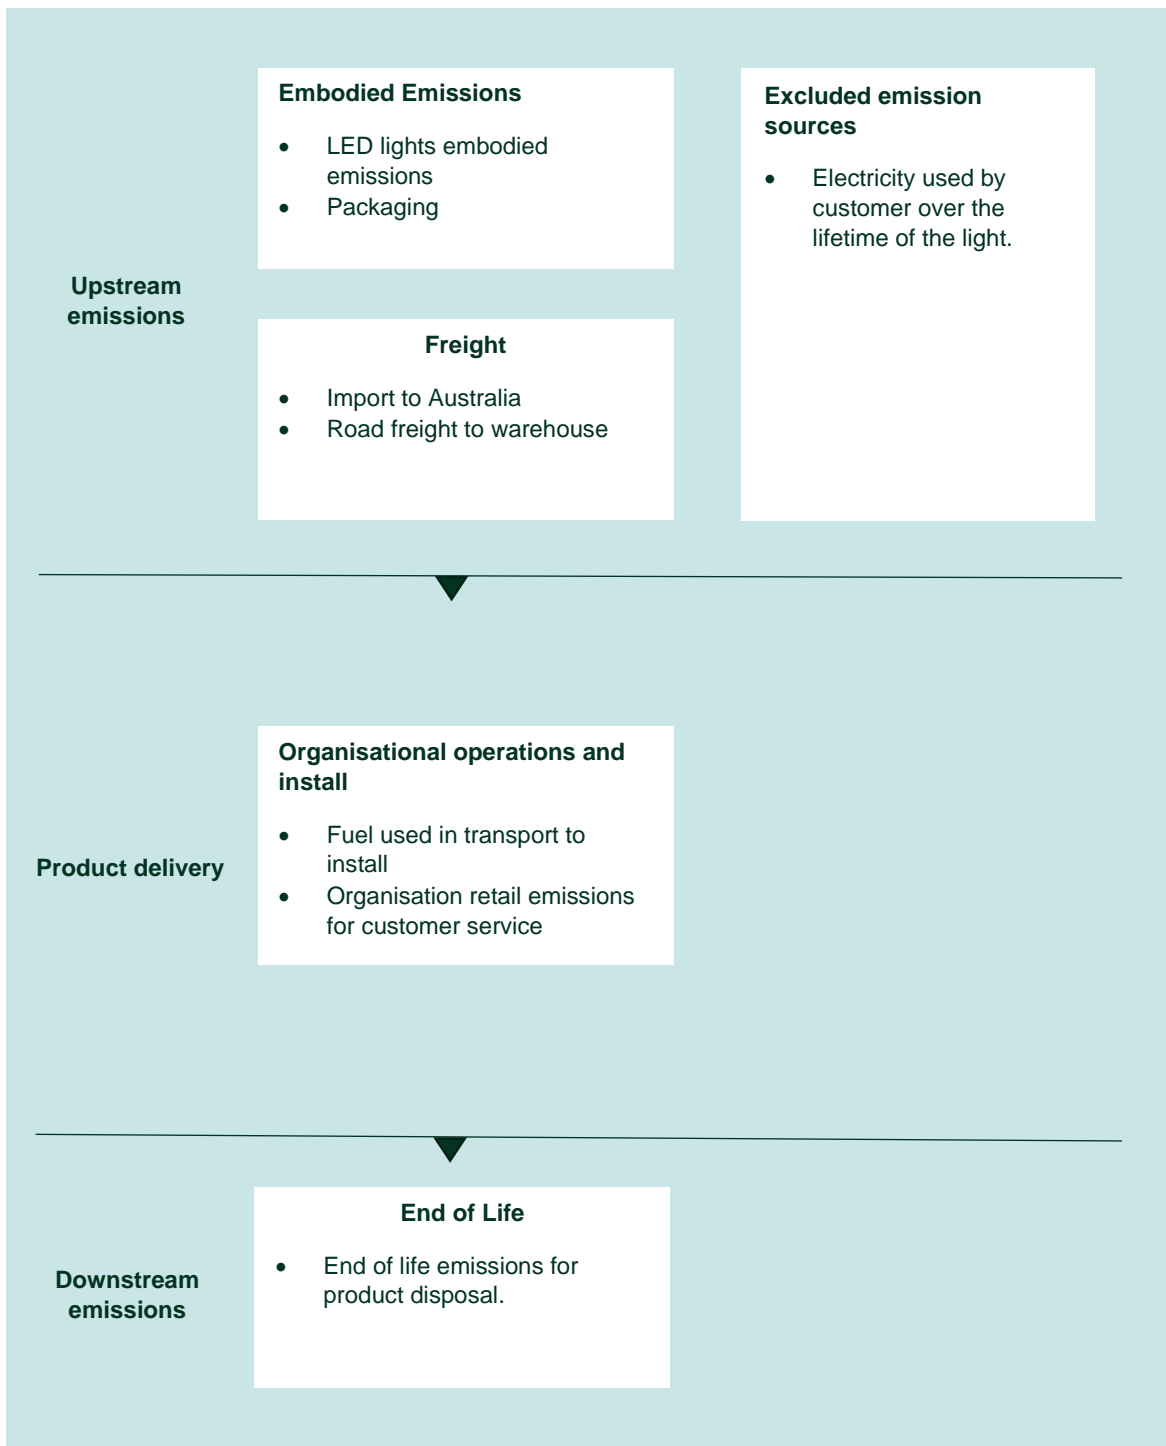 Upstream
emissions
Embodied Emissions
• LED lights embodied
emissions
• Packaging
Freight
• Import to Australia
• Road freight to warehouse
Excluded emission
sources
• Electricity used by
customer over the
lifetime of the light.
Product delivery
Organisational operations and
install
• Fuel used in transport to
install
• Organisation retail emissions
for customer service
Downstream
emissions
End of Life
• End of life emissions for
product disposal.